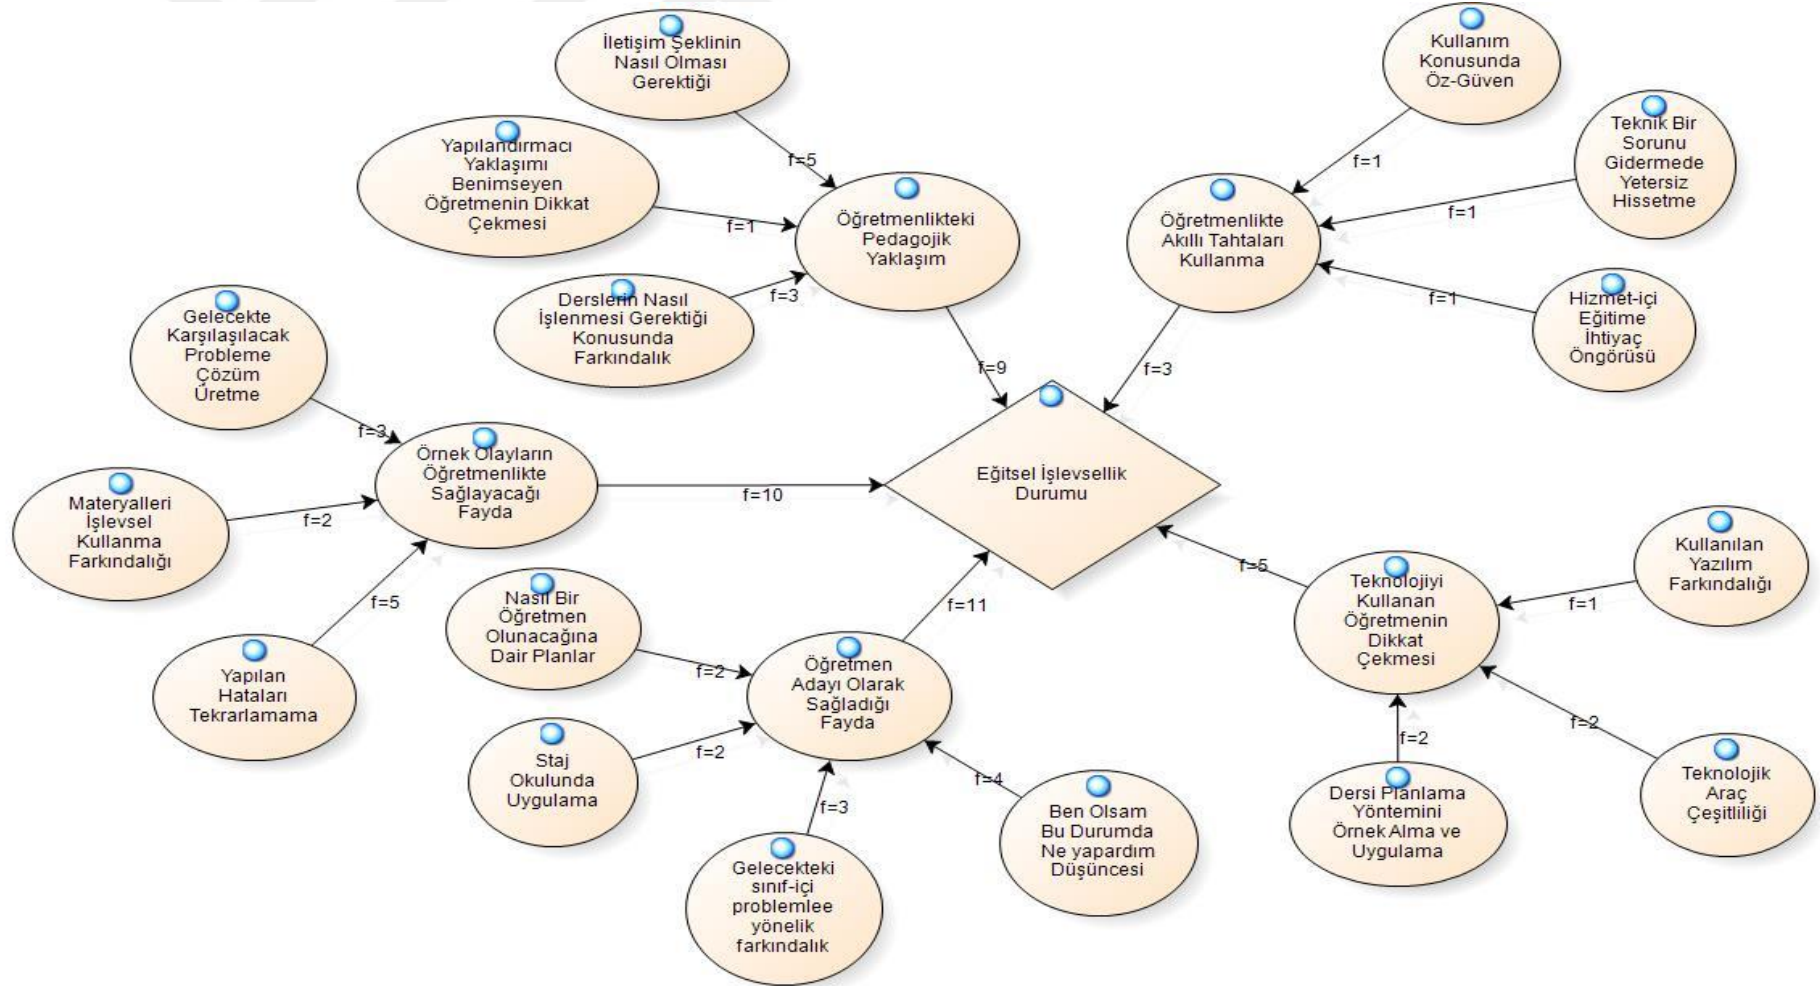 İletişim Şeklinin
Nasıl Olması
Gerektiği
f=5
Yapılandırmacı
Yaklaşımı
Benimseyen
Öğretmenin Dikkat
Çekmesi
f=1
Derslerin Nasıl
İşlenmesi Gerektiği
Konusunda
Farkındalık
f=3
Öğretmenlikteki
Pedagojik
Yaklaşım
f=9
Kullanım
Konusunda
Öz-Güven
f=1
Teknik Bir
Sorunu
Gidermede
Yetersiz
Hissetme
f=1
Hizmet-içi
Eğitime
İhtiyaç
Öngörüsü
f=1
Öğretmenlikte
Akıllı Tahtaları
Kullanma
f=3
Gelecekte
Karşılaşılacak
Probleme
Çözüm
Üretme
f=3
Materyalleri
İşlevsel
Kullanma
Farkındalığı
f=2
Yapılan
Hataları
Tekrarlamama
f=5
Örnek Olayların
Öğretmenlikte
Sağlayacağı
Fayda
f=10
Eğitsel İşlevsellik
Durumu
Nasıl Bir
Öğretmen
Olunacağına
Dair Planlar
f=2
Staj
Okulunda
Uygulama
f=2
Gelecekteki
sınıf-içi
problemlee
yönelik
farkındalık
f=3
Ben Olsam
Bu Durumda
Ne yapardım
Düşüncesi
f=4
Öğretmen
Adayı Olarak
Sağladığı
Fayda
f=11
Kullanılan
Yazılım
Farkındalığı
f=1
Teknolojik
Araç
Çeşitliliği
f=2
Dersi Planlama
Yöntemini
Örnek Alma ve
Uygulama
f=2
Teknolojiyi
Kullanan
Öğretmenin
Dikkat
Çekmesi
f=5